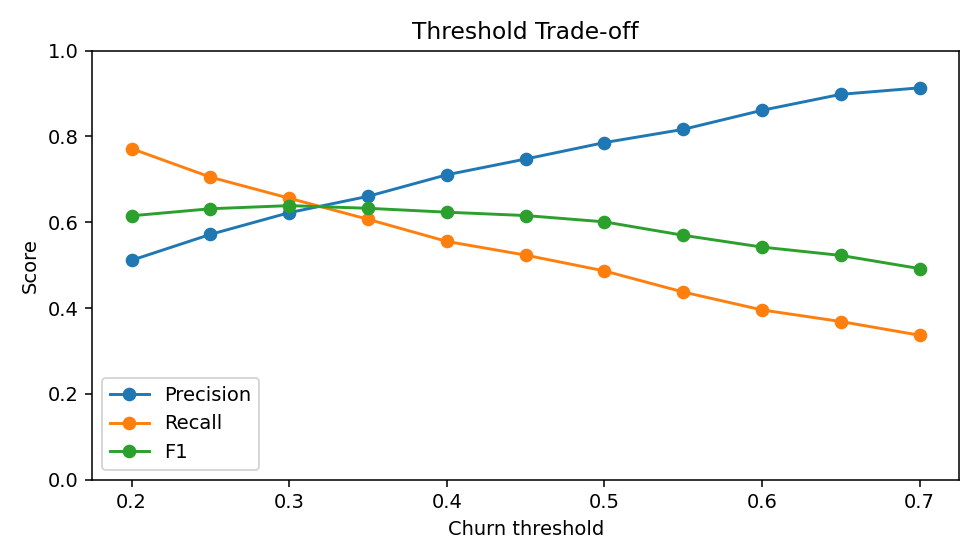 Threshold Trade-off
1.0
0.8
0.6
0.4
0.2
0.0
Score
Precision
Recall
F1
0.2 0.3 0.4 0.5 0.6 0.7
Churn threshold